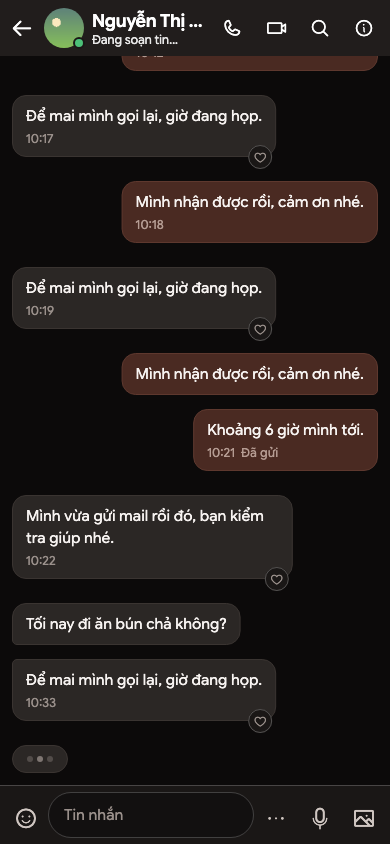 Nguyễn Thị ...
Đang soạn tin...
Để mai mình gọi lại, giờ đang họp.
10:17
Mình nhận được rồi, cảm ơn nhé.
10:18
Để mai mình gọi lại, giờ đang họp.
10:19
Mình nhận được rồi, cảm ơn nhé.
Khoảng 6 giờ mình tới.
10:21 Đã gửi
Mình vừa gửi mail rồi đó, bạn kiểm
tra giúp nhé.
10:22
Tối nay đi ăn bún chả không?
Để mai mình gọi lại, giờ đang họp.
10:33
Tin nhắn